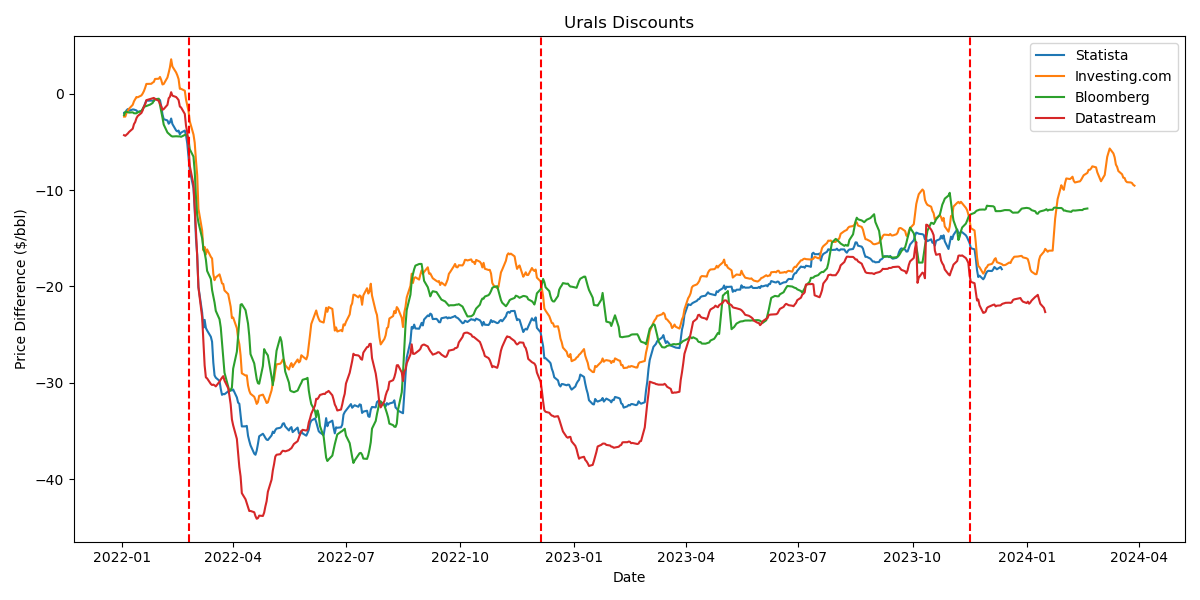 Urals Discounts
Statista
Investing.com
Bloomberg
Datastream
Price Difference ($/bbl)
0
−10
−20
−30
−40
2022-01 2022-04 2022-07 2022-10 2023-01 2023-04 2023-07 2023-10 2024-01 2024-04
Date